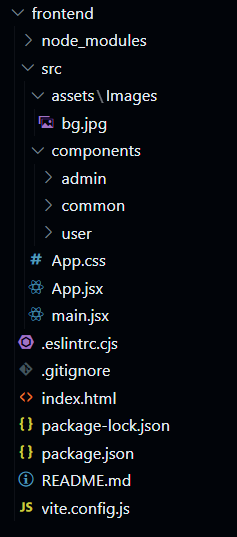 frontend
node_modules
src
assets\Images
bg.jpg
components
admin
common
user
# App.css
App.jsx
main.jsx
.eslintrc.cjs
.gitignore
<> index.html
{} package-lock.json
{} package.json
README.md
JS vite.config.js